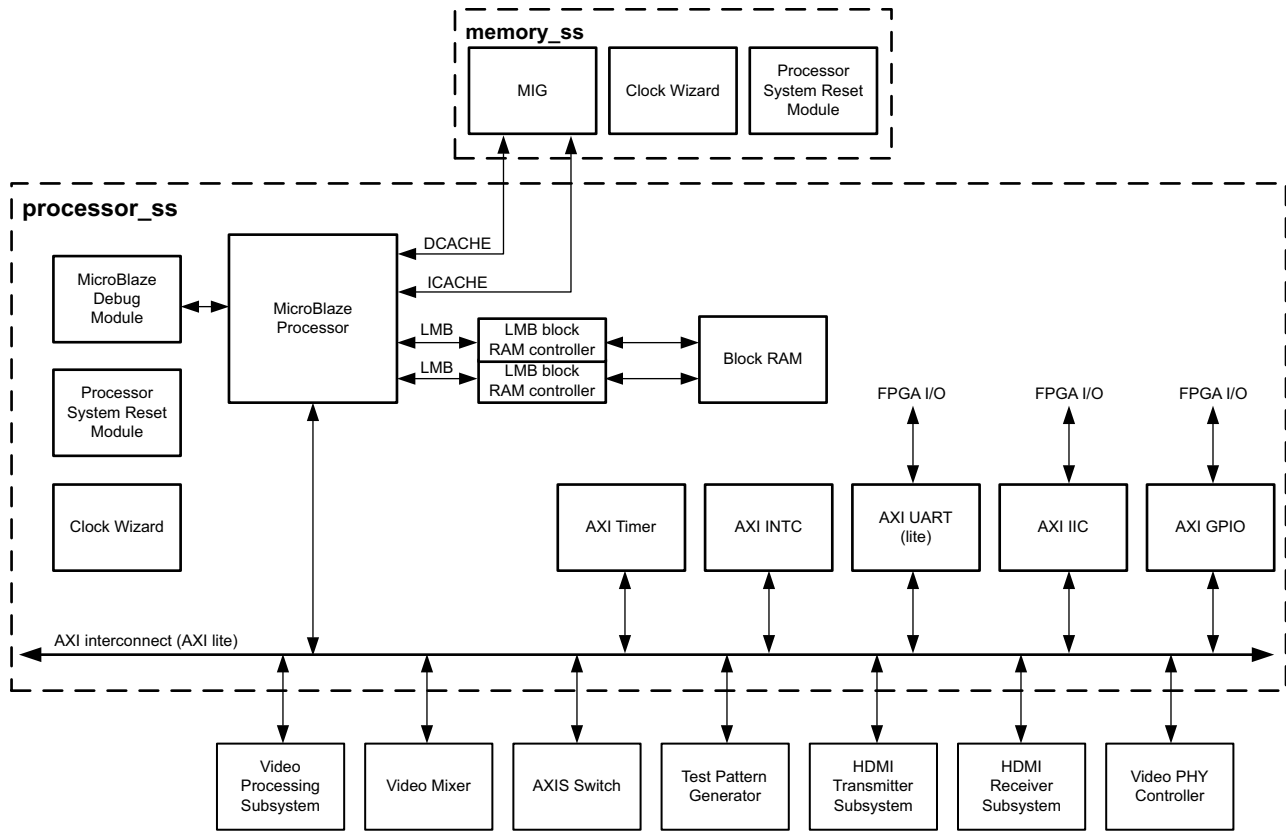 memory_ss
MIG
Clock Wizard
Processor
System Reset
Module
processor_ss
MicroBlaze
Debug
Module
MicroBlaze
Processor
DCACHE
ICACHE
LMB
LMB block
RAM controller
LMB
LMB block
RAM controller
Block RAM
Processor
System Reset
Module
Clock Wizard
FPGA I/O
FPGA I/O
FPGA I/O
AXI Timer
AXI INTC
AXI UART
(lite)
AXI IIC
AXI GPIO
AXI interconnect (AXI lite)
Video
Processing
Subsystem
Video Mixer
AXIS Switch
Test Pattern
Generator
HDMI
Transmitter
Subsystem
HDMI
Receiver
Subsystem
Video PHY
Controller